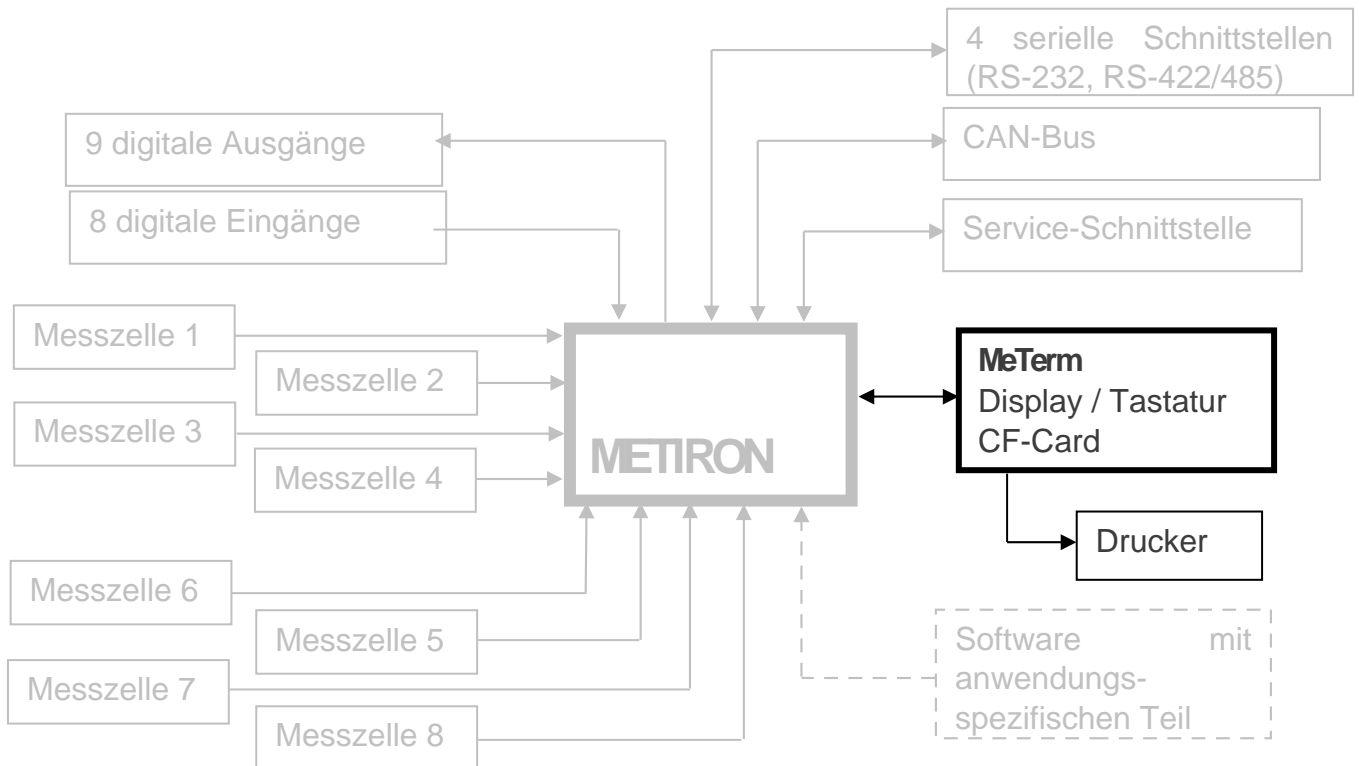 4 serielle Schnittstellen
(RS-232, RS-422/485)
9 digitale Ausgänge
CAN-Bus
8 digitale Eingänge
Service-Schnittstelle
Messzelle 1
Messzelle 2
Messzelle 3
Messzelle 4
METIRON
MeTerm
Display / Tastatur
CF-Card
Drucker
Messzelle 6
Messzelle 5
Messzelle 7
Messzelle 8
Software mit
anwendungs-
spezifischen Teil